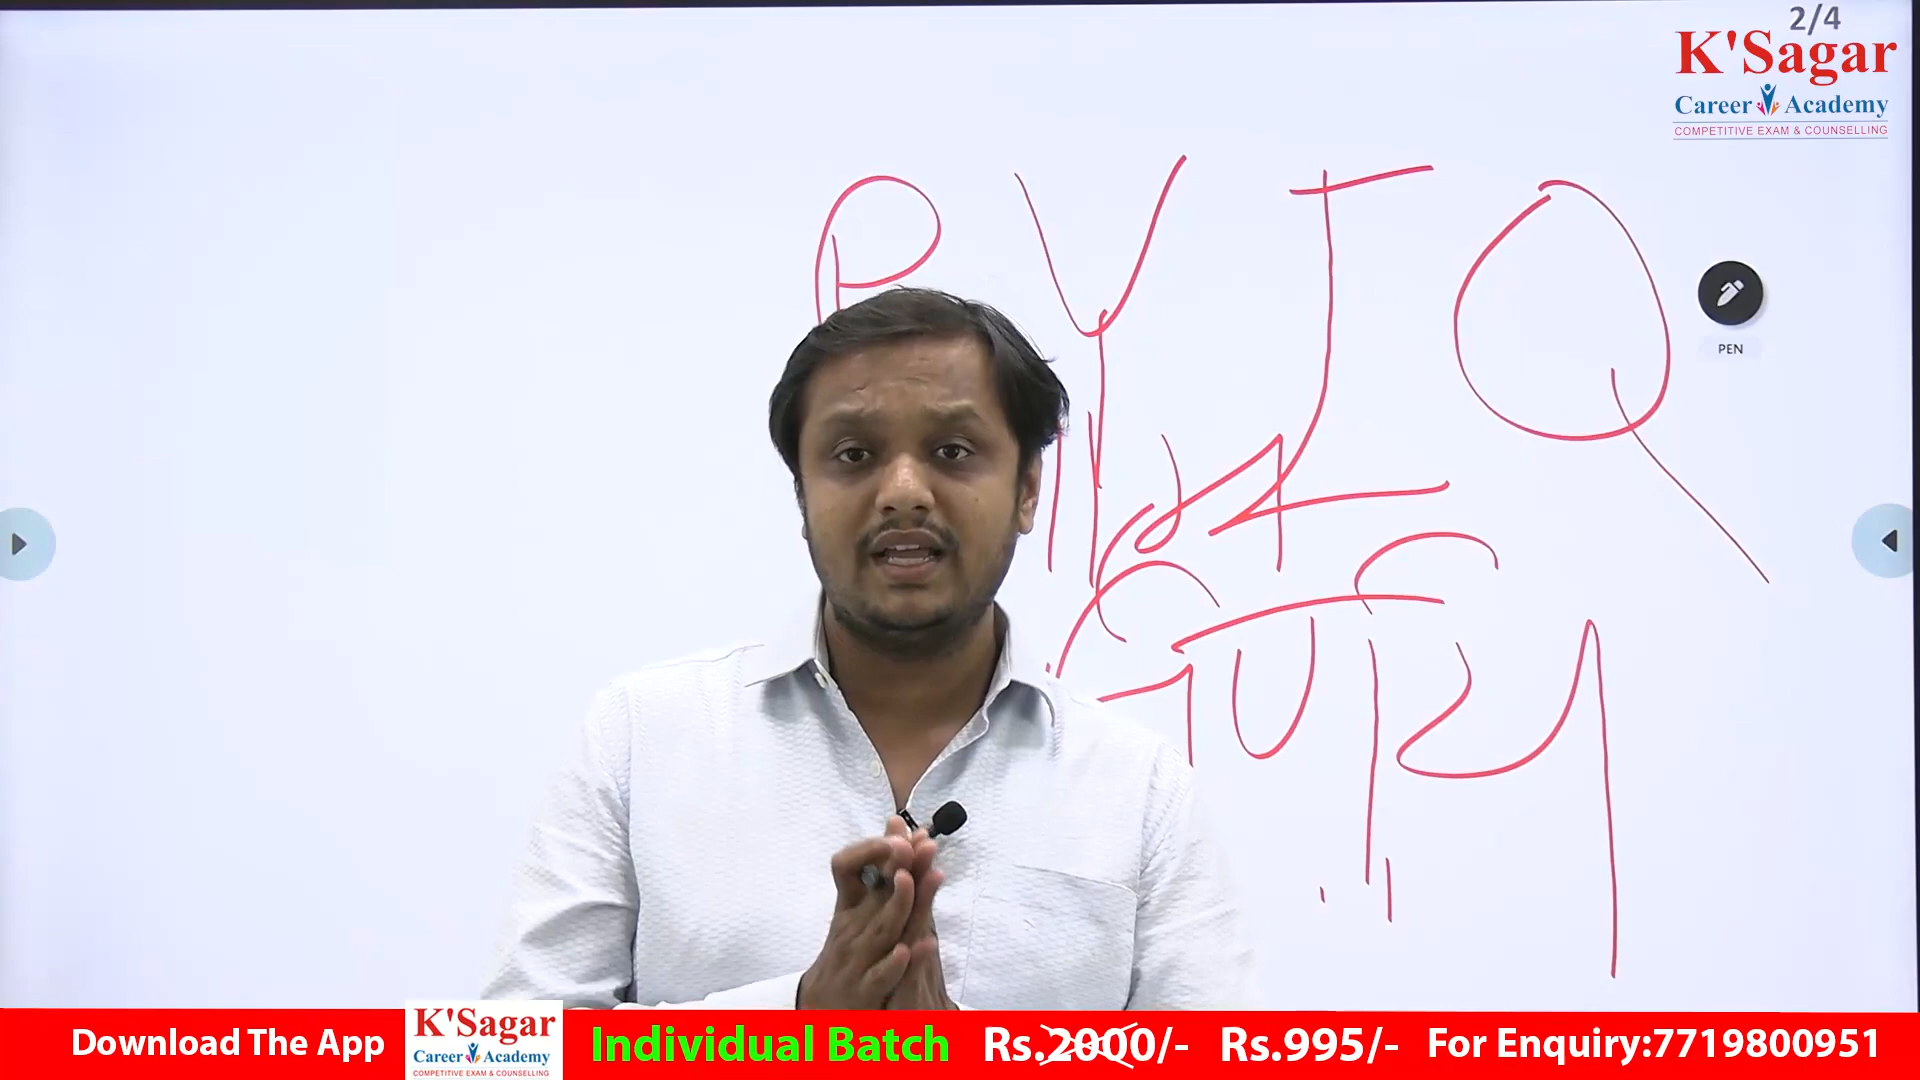 2/4
K'Sagar
Career Academy
COMPETITIVE EXAM & COUNSELLING
P Y J Q
PEN
Download The App
K'Sagar
Career Academy
COMPETITIVE EXAM & COUNSELLING
Individual Batch
Rs.2000/-
Rs.995/-
For Enquiry:7719800951